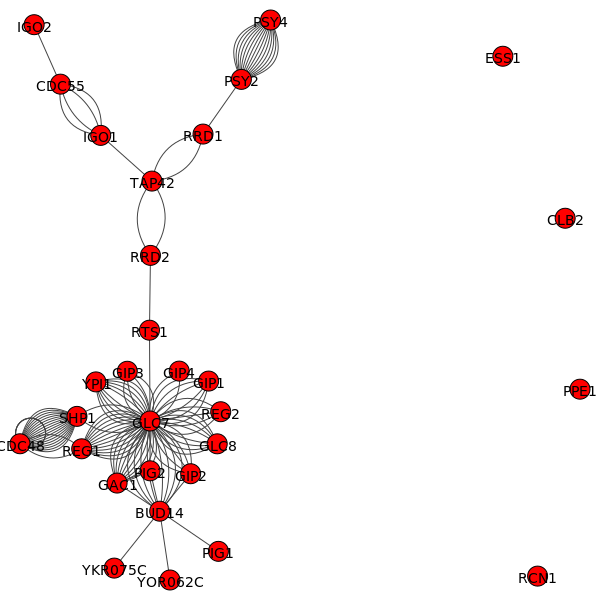 IGO2
PSY4
ESS1
CDC55
PSY2
IGO1
RRD1
TAP42
CLB2
RRD2
RTS1
GIP3
GIP4
YPI1
GIP1
PPE1
SHP1
REG2
GLC7
CDC48
REG1
GLC8
PIG2
GIP2
GAC1
BUD14
PIG1
YKR075C
YOR062C
RCN1